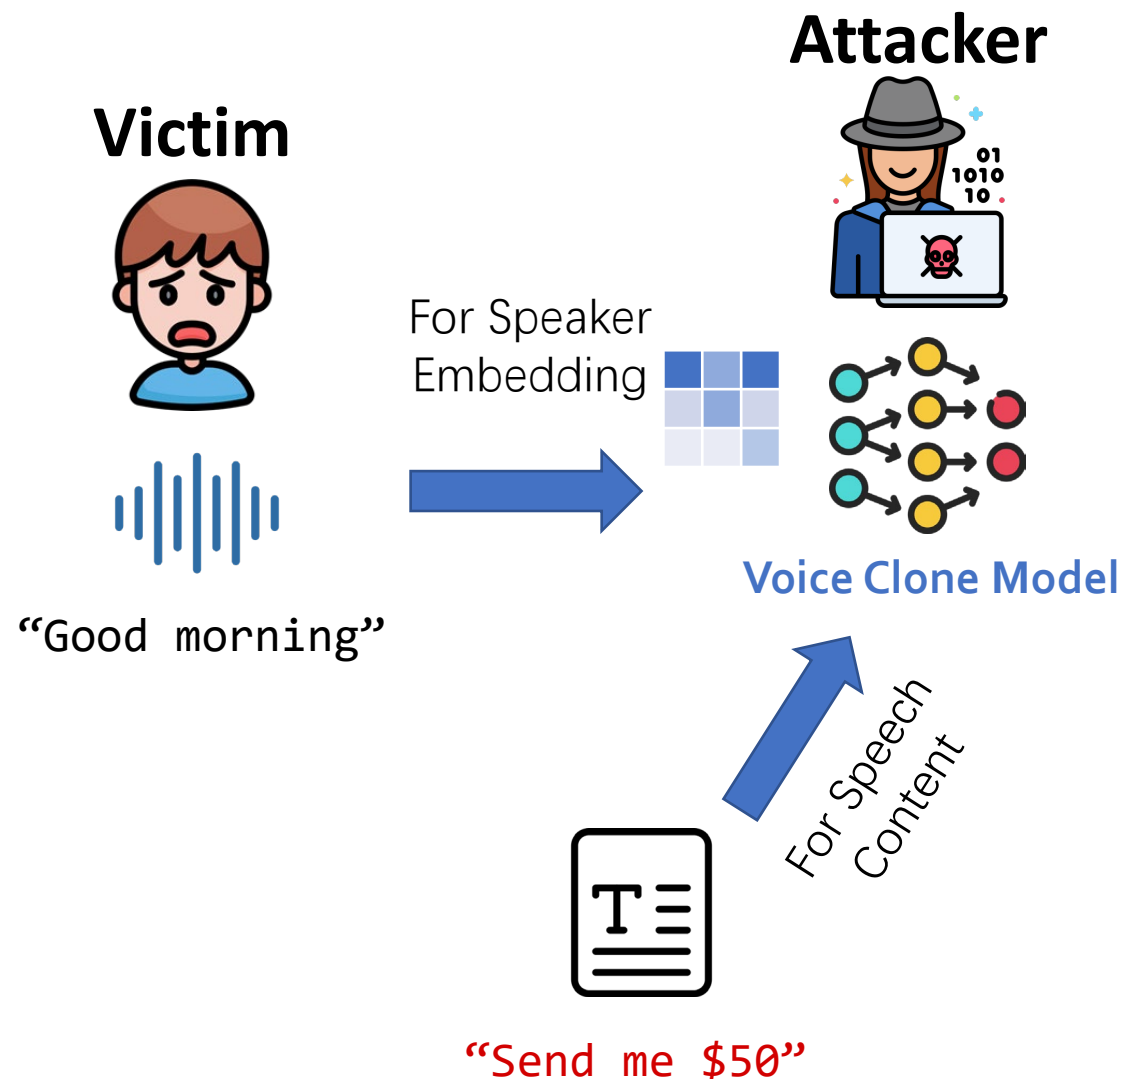 Attacker
Victim
01
1010
10
For Speaker
Embedding
Voice Clone Model
“Good morning”
For Speech
Content
T
“Send me $50”